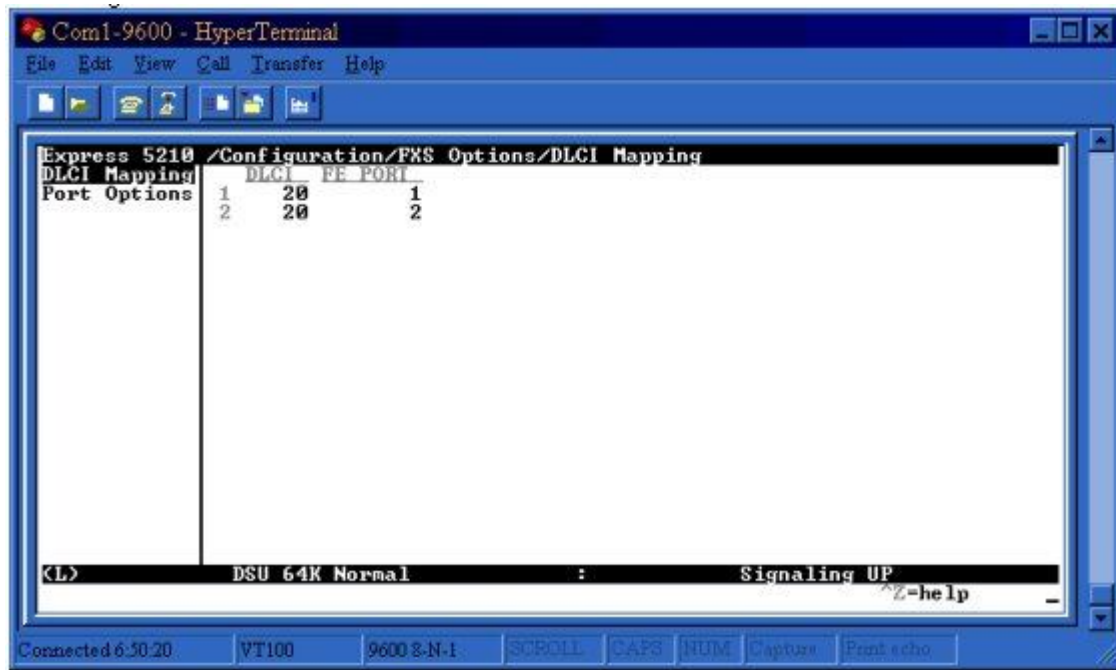 Com1-9600 - HyperTerminal
File Edit View Call Transfer Help
Express 5210 /Configuration/FXS Options/DLCI Mapping
DLCI Mapping DLCI FE PORT
Port Options 1 20 1
2 20 2
(L) DSU 64K Normal : Signaling UP
^Z=help
Connected 6:50:20 VT100 9600 8-N-1 SCROLL CAPS NUM Capture Print echo